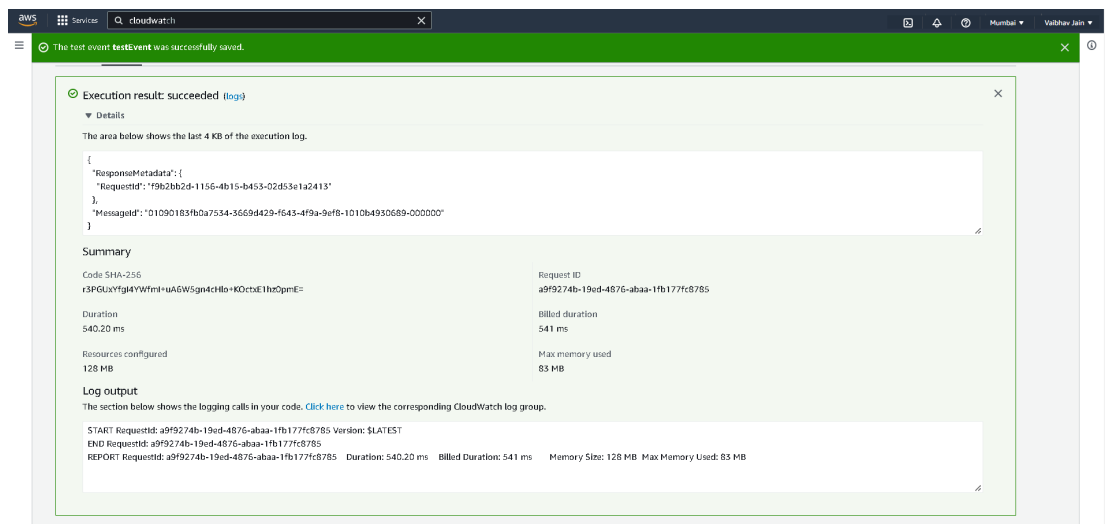 aws Services cloudwatch Mumbai ▼ Vaibhav Jain ▼
The test event testEvent was successfully saved.
Execution result: succeeded (logs)
▼ Details
The area below shows the last 4 KB of the execution log.
{
"ResponseMetadata": {
"RequestId": "f9b2bb2d-1156-4b15-b453-02d53e1a2413"
},
"MessageId": "01090183fb0a7534-3669d429-f643-4f9a-9ef8-1010b4930689-000000"
}
Summary
Code SHA-256
r3PGUxYfgI4YWfmI+uA6W5gn4cHlo+KOctxE1hz0pmE=
Request ID
a9f9274b-19ed-4876-abaa-1fb177fc8785
Duration
540.20 ms
Billed duration
541 ms
Resources configured
128 MB
Max memory used
83 MB
Log output
The section below shows the logging calls in your code. Click here to view the corresponding CloudWatch log group.
START RequestId: a9f9274b-19ed-4876-abaa-1fb177fc8785 Version: $LATEST
END RequestId: a9f9274b-19ed-4876-abaa-1fb177fc8785
REPORT RequestId: a9f9274b-19ed-4876-abaa-1fb177fc8785 Duration: 540.20 ms Billed Duration: 541 ms Memory Size: 128 MB Max Memory Used: 83 MB